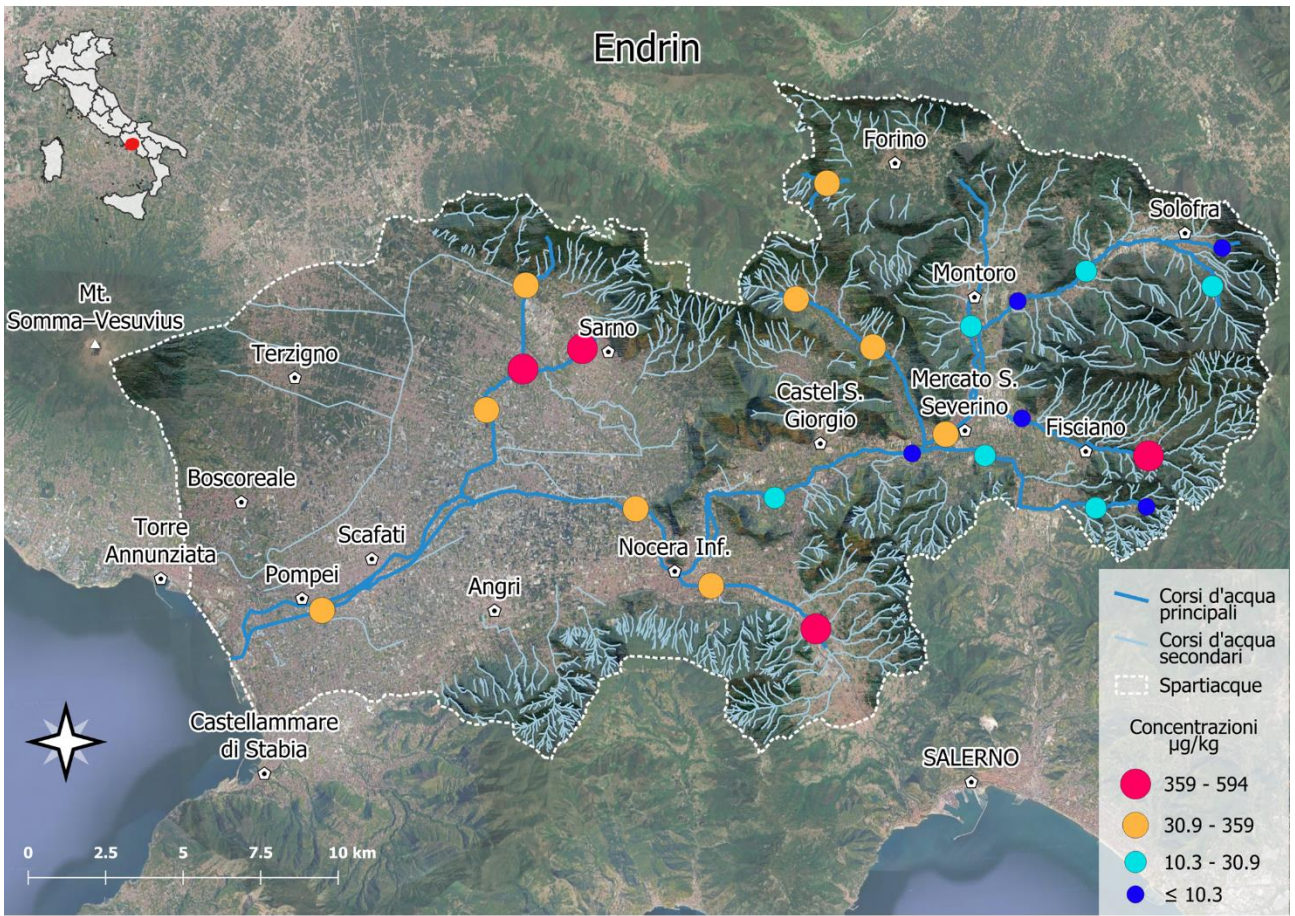 Endrin
Forino
Solofra
Montoro
Mt.
Somma–Vesuvius
Sarno
Terzigno
Castel S.
Giorgio
Mercato S.
Severino
Fisciano
Boscoreale
Torre
Annunziata
Scafati
Nocera Inf.
Pompei
Angri
Castellammare
di Stabia
SALERNO
0 2.5 5 7.5 10 km
Corsi d'acqua
principali
Corsi d'acqua
secondari
Spartiacque
Concentrazioni
µg/kg
359 - 594
30.9 - 359
10.3 - 30.9
≤ 10.3